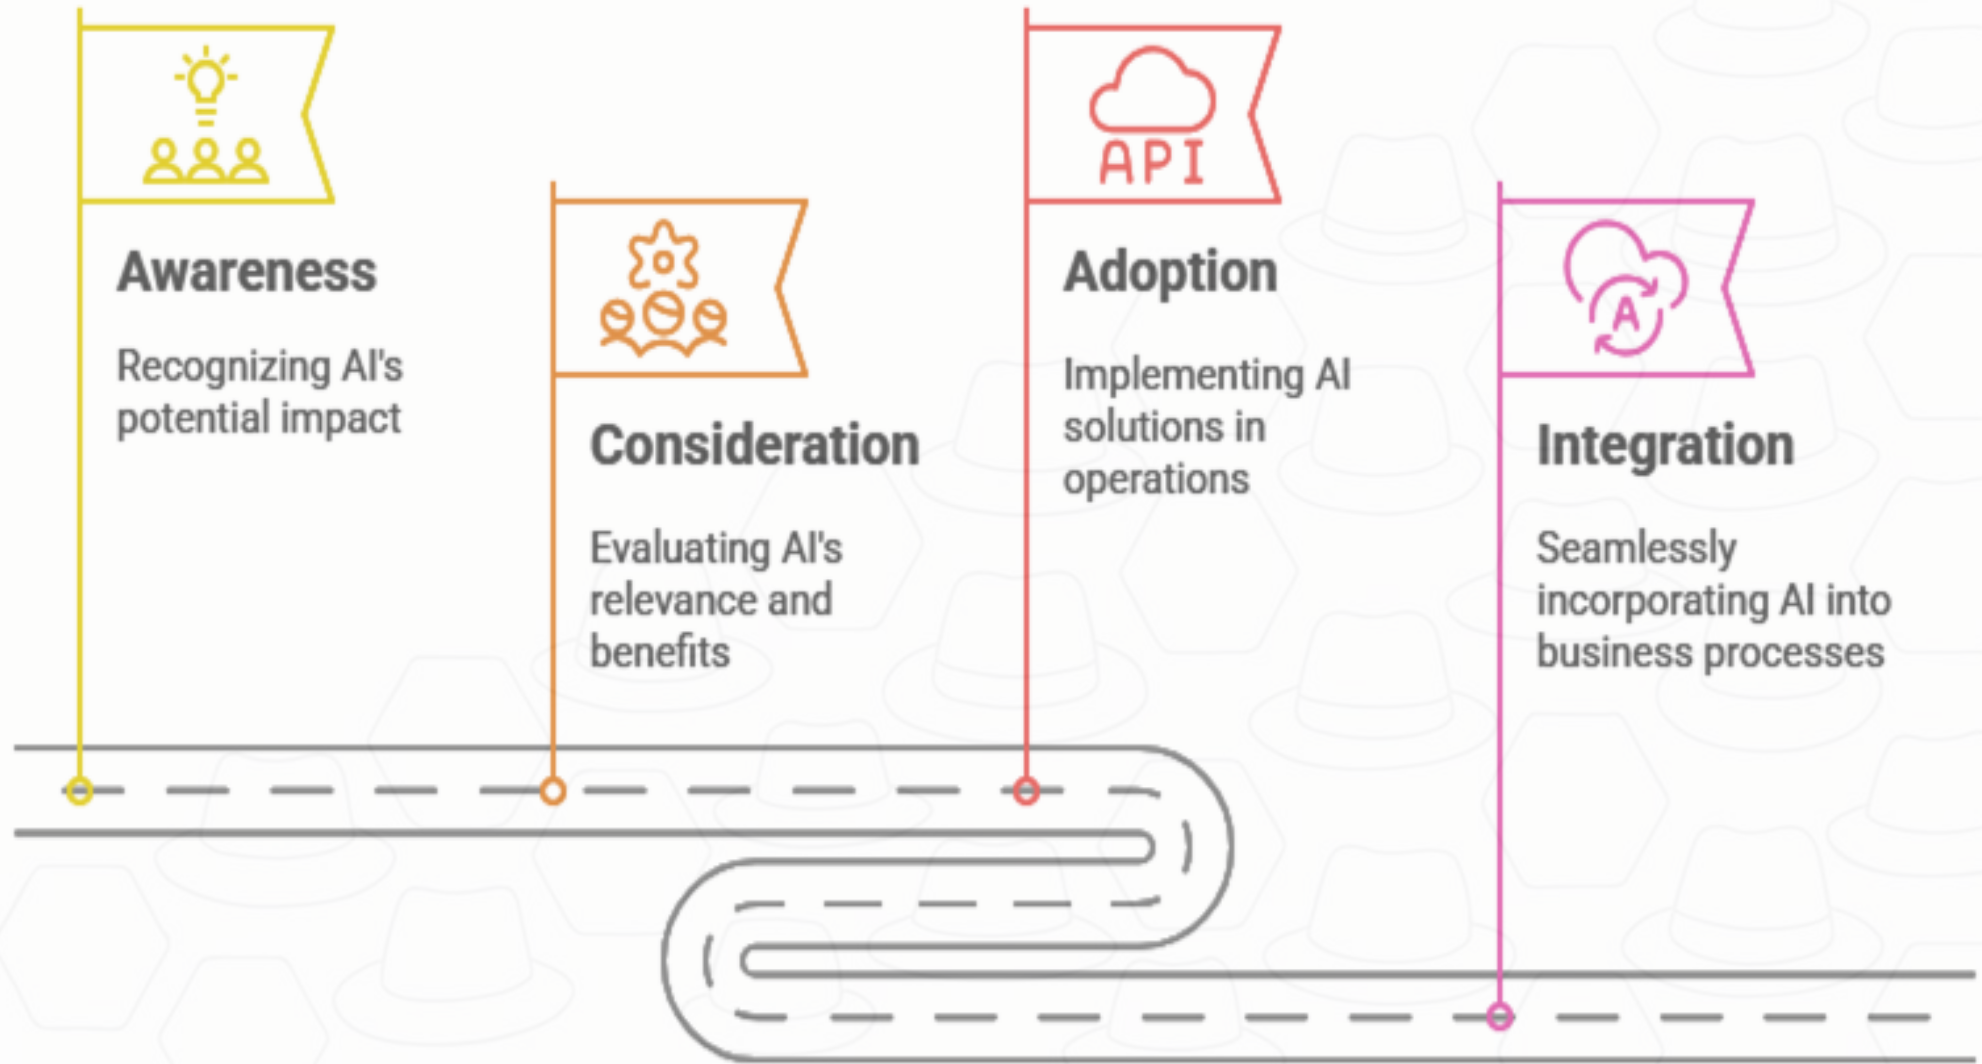 Awareness
Recognizing AI's
potential impact
Consideration
Evaluating AI's
relevance and
benefits
API
Adoption
Implementing AI
solutions in
operations
A
Integration
Seamlessly
incorporating AI into
business processes